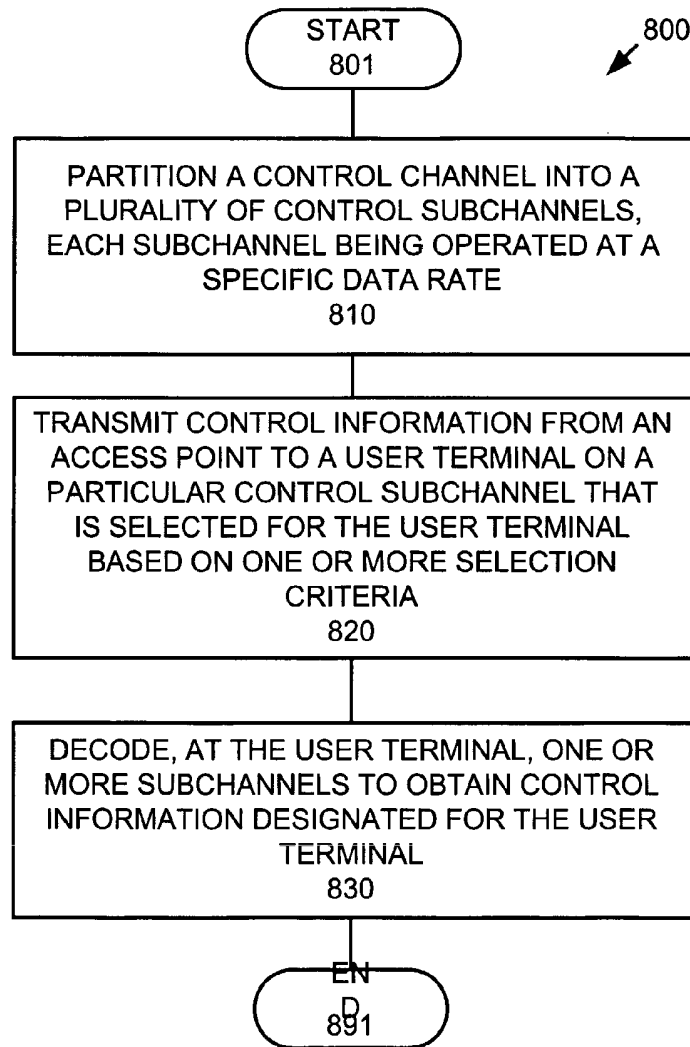 START
801
800
PARTITION A CONTROL CHANNEL INTO A
PLURALITY OF CONTROL SUBCHANNELS,
EACH SUBCHANNEL BEING OPERATED AT A
SPECIFIC DATA RATE
810
TRANSMIT CONTROL INFORMATION FROM AN
ACCESS POINT TO A USER TERMINAL ON A
PARTICULAR CONTROL SUBCHANNEL THAT
IS SELECTED FOR THE USER TERMINAL
BASED ON ONE OR MORE SELECTION
CRITERIA
820
DECODE, AT THE USER TERMINAL, ONE OR
MORE SUBCHANNELS TO OBTAIN CONTROL
INFORMATION DESIGNATED FOR THE USER
TERMINAL
830
EN
D
891